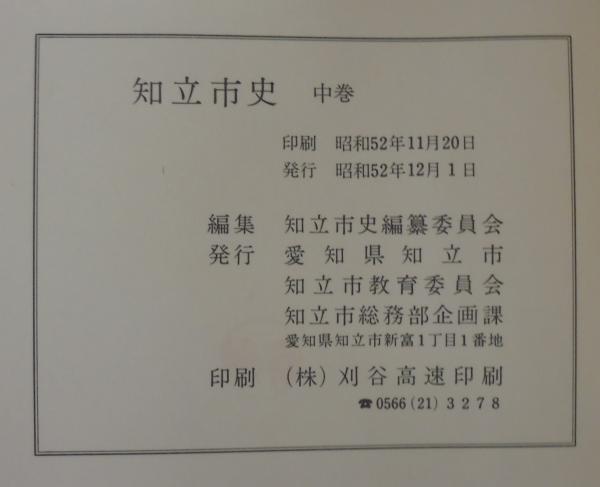 知立市史 中巻
印刷 昭和52年11月20日
発行 昭和52年12月1日
編集 知立市史編纂委員会
発行 愛知県知立市
知立市教育委員会
知立市総務部企画課
愛知県知立市新富1丁目1番地
印刷 (株)刈谷高速印刷
☎0566(21)3278